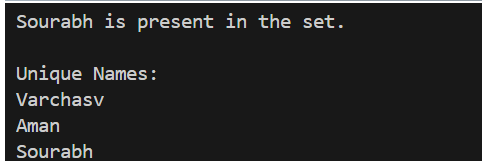 Sourabh is present in the set.
Unique Names:
Varchasv
Aman
Sourabh